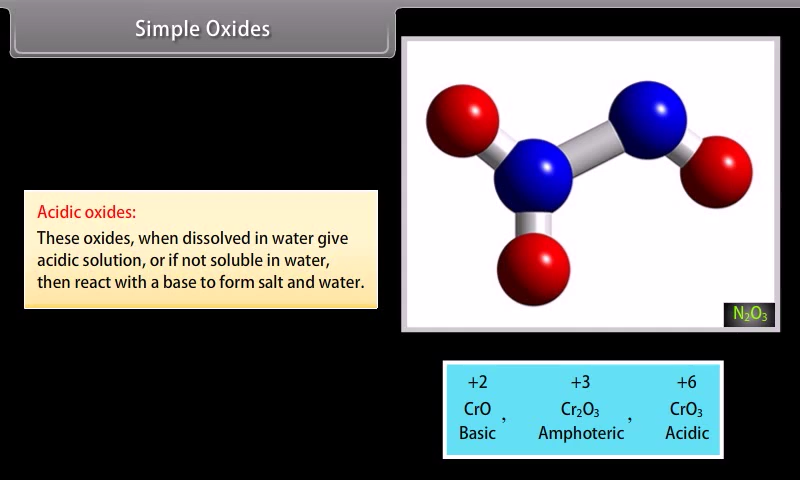 Simple Oxides
Acidic oxides:
These oxides, when dissolved in water give
acidic solution, or if not soluble in water,
then react with a base to form salt and water.
N₂O₃
+2 +3 +6
CrO , Cr₂O₃ , CrO₃
Basic Amphoteric Acidic